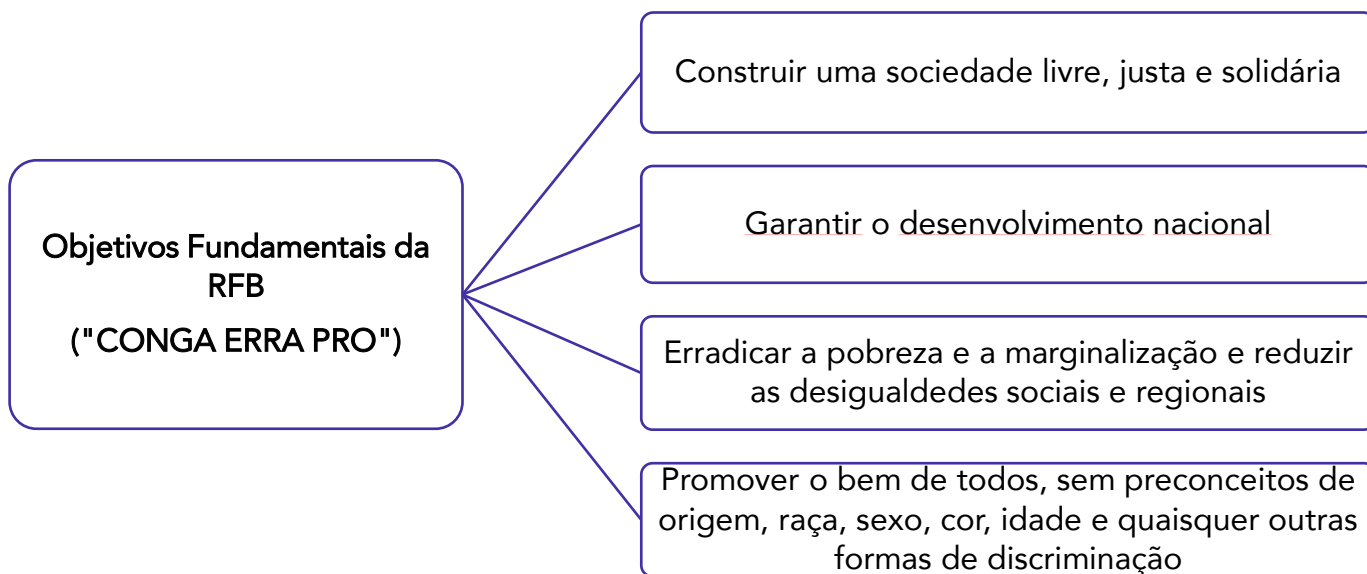 Objetivos Fundamentais da
RFB
("CONGA ERRA PRO")
Construir uma sociedade livre, justa e solidária
Garantir o desenvolvimento nacional
Erradicar a pobreza e a marginalização e reduzir
as desigualdedes sociais e regionais
Promover o bem de todos, sem preconceitos de
origem, raça, sexo, cor, idade e quaisquer outras
formas de discriminação